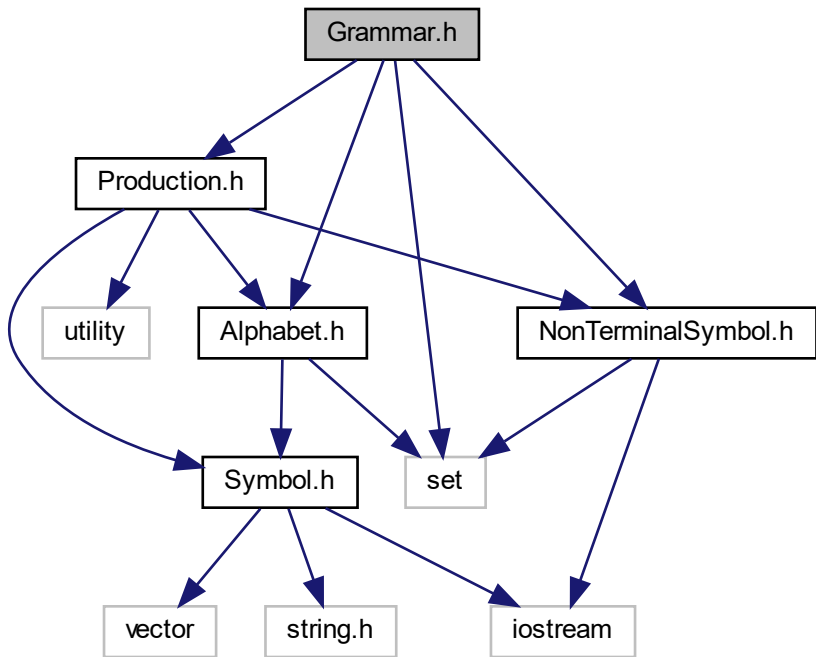 Grammar.h
Production.h
utility
Alphabet.h
NonTerminalSymbol.h
Symbol.h
set
vector
string.h
iostream